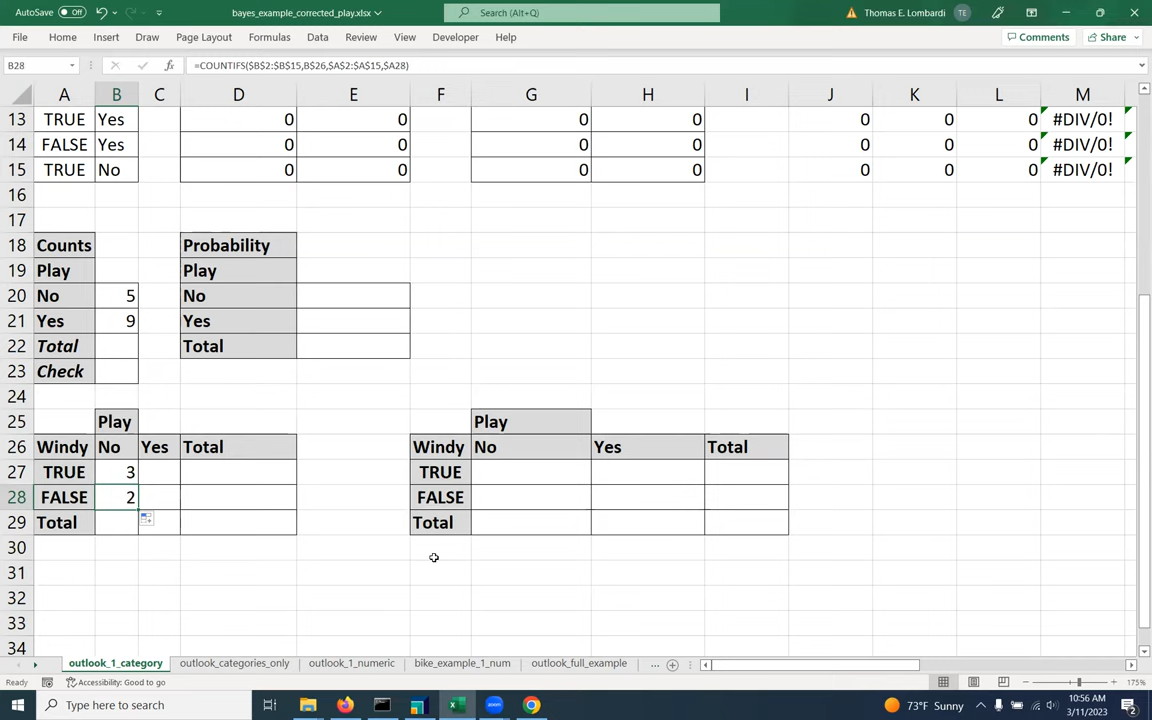 AutoSave Off bayes_example_corrected_play.xlsx Search (Alt+Q) Thomas E. Lombardi TE
File Home Insert Draw Page Layout Formulas Data Review View Developer Help Comments Share
B28 fx =COUNTIFS($B$2:$B$15,B$26,$A$2:$A$15,$A28)
A B C D E F G H I J K L M
13 TRUE Yes 0 0 0 0 0 0 0 #DIV/0!
14 FALSE Yes 0 0 0 0 0 0 0 #DIV/0!
15 TRUE No 0 0 0 0 0 0 0 #DIV/0!
16
17
18 Counts Probability
19 Play Play
20 No 5 No
21 Yes 9 Yes
22 Total Total
23 Check
24
25 Play Play
26 Windy No Yes Total Windy No Yes Total
27 TRUE 3 TRUE
28 FALSE 2 FALSE
29 Total Total
30
31
32
33
34
outlook_1_category outlook_categories_only outlook_1_numeric bike_example_1_num outlook_full_example ...
Ready Accessibility: Good to go 175%
Type here to search zoom 73°F Sunny 10:56 AM
3/11/2023 2